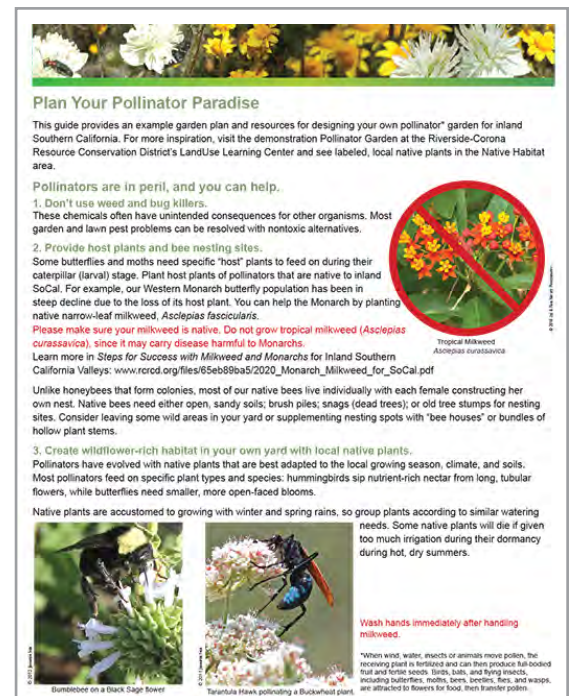 Plan Your Pollinator Paradise
This guide provides an example garden plan and resources for designing your own pollinator* garden for inland
Southern California. For more inspiration, visit the demonstration Pollinator Garden at the Riverside-Corona
Resource Conservation District's LandUse Learning Center and see labeled, local native plants in the Native Habitat
area.
Pollinators are in peril, and you can help.
1. Don't use weed and bug killers.
These chemicals often have unintended consequences for other organisms. Most
garden and lawn pest problems can be resolved with nontoxic alternatives.
2. Provide host plants and bee nesting sites.
Some butterflies and moths need specific "host" plants to feed on during their
caterpillar (larval) stage. Plant host plants of pollinators that are native to inland
SoCal. For example, our Western Monarch butterfly population has been in
steep decline due to the loss of its host plant. You can help the Monarch by planting
native narrow-leaf milkweed, Asclepias fascicularis.
Please make sure your milkweed is native. Do not grow tropical milkweed (Asclepias
curassavica), since it may carry disease harmful to Monarchs.
Learn more in Steps for Success with Milkweed and Monarchs for Inland Southern
California Valleys: www.rcrcd.org/files/65eb89ba5/2020_Monarch_Milkweed_for_SoCal.pdf
Tropical Milkweed
Asclepias curassavica
Unlike honeybees that form colonies, most of our native bees live individually with each female constructing her
own nest. Native bees need either open, sandy soils; brush piles; snags (dead trees); or old tree stumps for nesting
sites. Consider leaving some wild areas in your yard or supplementing nesting spots with "bee houses" or bundles of
hollow plant stems.
3. Create wildflower-rich habitat in your own yard with local native plants.
Pollinators have evolved with native plants that are best adapted to the local growing season, climate, and soils.
Most pollinators feed on specific plant types and species: hummingbirds sip nutrient-rich nectar from long, tubular
flowers, while butterflies need smaller, more open-faced blooms.
Native plants are accustomed to growing with winter and spring rains, so group plants according to similar watering
needs. Some native plants will die if given
too much irrigation during their dormancy
during hot, dry summers.
Wash hands immediately after handling
milkweed.
*When wind, water, insects or animals move pollen, the
receiving plant is fertilized and can then produce full-bodied
fruit and fertile seeds. Birds, bats, and flying insects,
including butterflies, moths, bees, beetles, flies, and wasps,
are attracted to flowers for food, then transfer pollen.
Bumblebee on a Black Sage flower
Tarantula Hawk pollinating a Buckwheat plant.